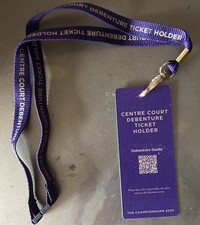 CENTRE COURT DEBENTURE TICKET HOLDER
CENTRE COURT DEBENTURE TICKET HOLDER
CENTRE COURT
DEBENTURE
TICKET
HOLDER
Debenture Guide
THE CHAMPIONSHIPS